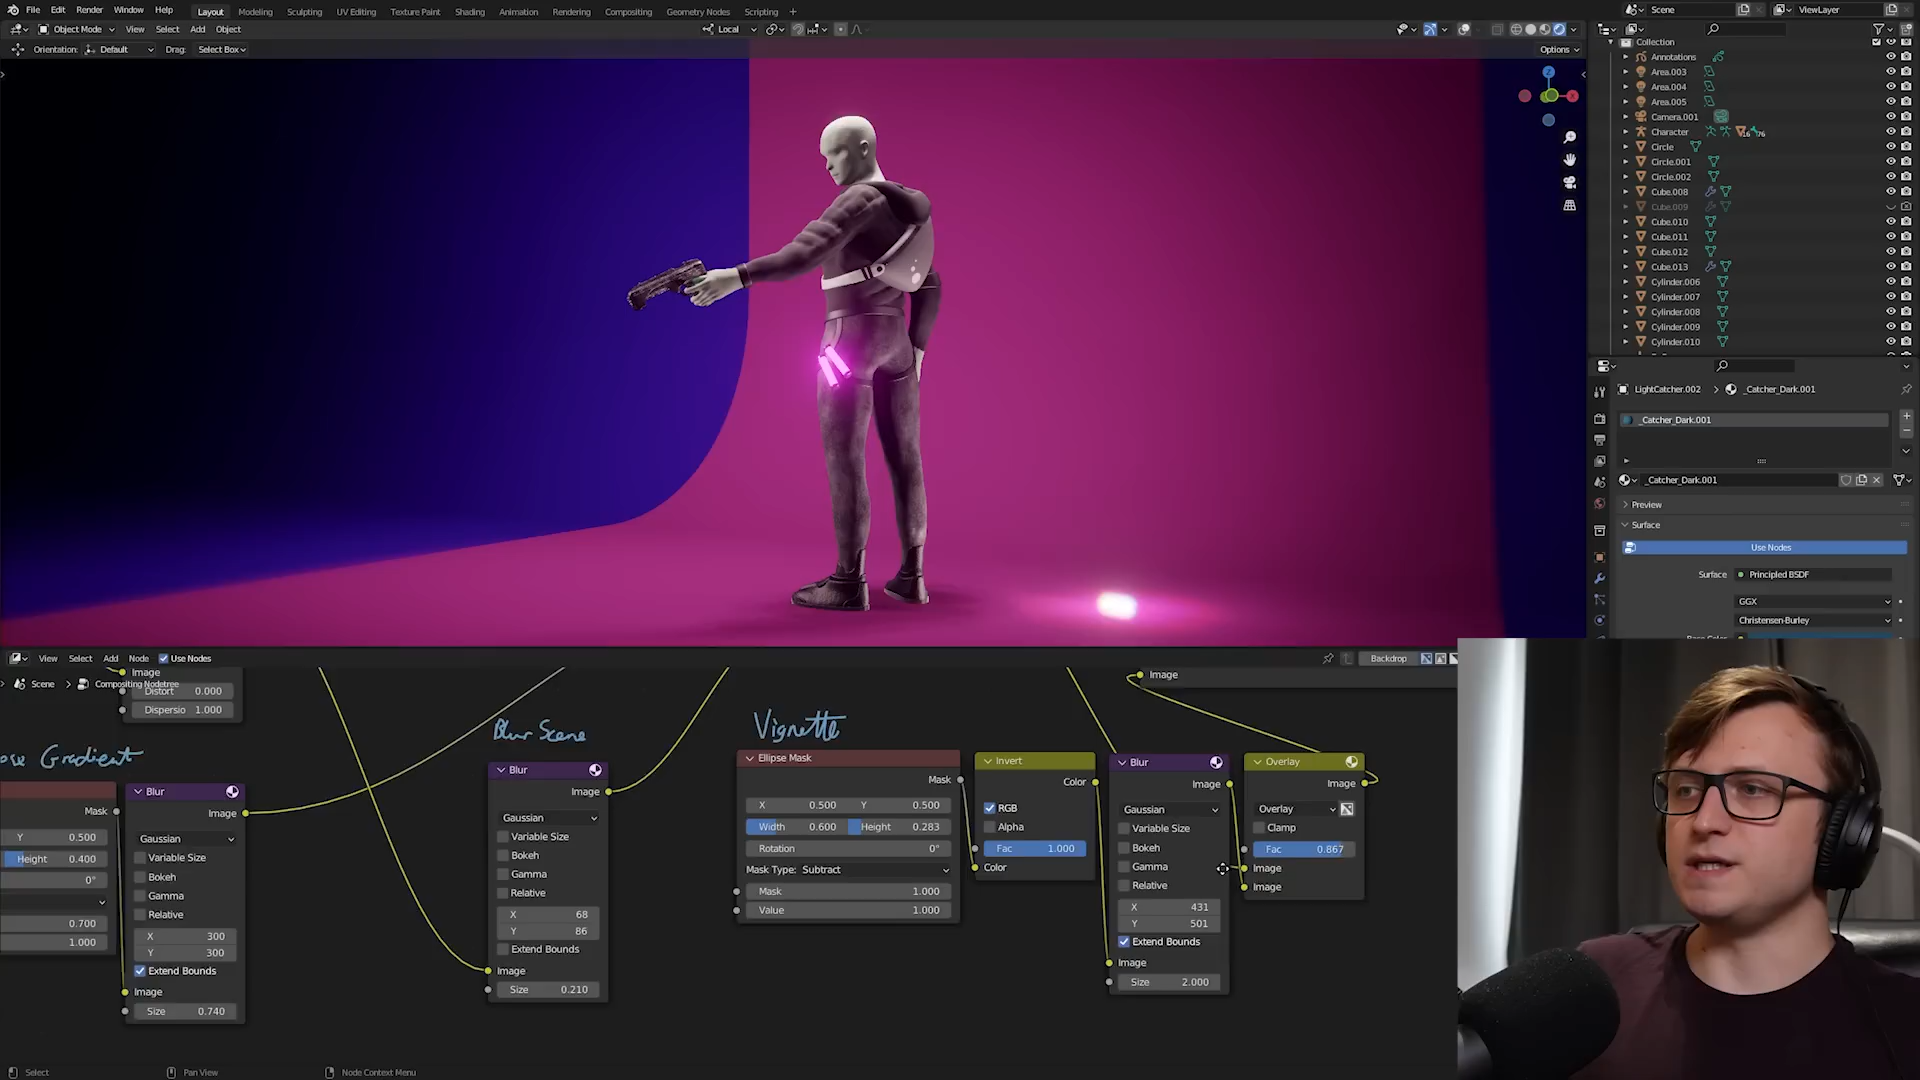 File Edit Render Window Help Layout Modeling Sculpting UV Editing Texture Paint Shading Animation Rendering Compositing Geometry Nodes Scripting + Scene ViewLayer
Object Mode View Select Add Object Local
Orientation: Default Drag: Select Box Options
Collection
Annotations
Area.003
Area.004
Area.005
Camera.001
Character
Circle
Circle.001
Circle.002
Cube.008
Cube.009
Cube.010
Cube.011
Cube.012
Cube.013
Cylinder.006
Cylinder.007
Cylinder.008
Cylinder.009
Cylinder.010
Z
X
LightCatcher.002 > _Catcher_Dark.001
_Catcher_Dark.001
_Catcher_Dark.001
Preview
Surface
Use Nodes
Surface Principled BSDF
GGX
Christensen-Burley
View Select Add Node Use Nodes Backdrop
Scene > Compositing Nodetree
Image
Distort 0.000
Dispersio 1.000
Image
Gradient
Mask
Y 0.500
Height 0.400
0°
0.700
1.000
Blur
Image
Gaussian
Variable Size
Bokeh
Gamma
Relative
X 300
Y 300
Extend Bounds
Image
Size 0.740
Blur Scene
Blur
Image
Gaussian
Variable Size
Bokeh
Gamma
Relative
X 68
Y 86
Extend Bounds
Image
Size 0.210
Vignette
Ellipse Mask
Mask
X 0.500 Y 0.500
Width 0.600 Height 0.283
Rotation 0°
Mask Type: Subtract
Mask 1.000
Value 1.000
Invert
Color
RGB
Alpha
Fac 1.000
Color
Blur
Image
Gaussian
Variable Size
Bokeh
Gamma
Relative
X 431
Y 501
Extend Bounds
Image
Size 2.000
Overlay
Image
Overlay
Clamp
Fac 0.867
Image
Image
Select Pan View Node Context Menu